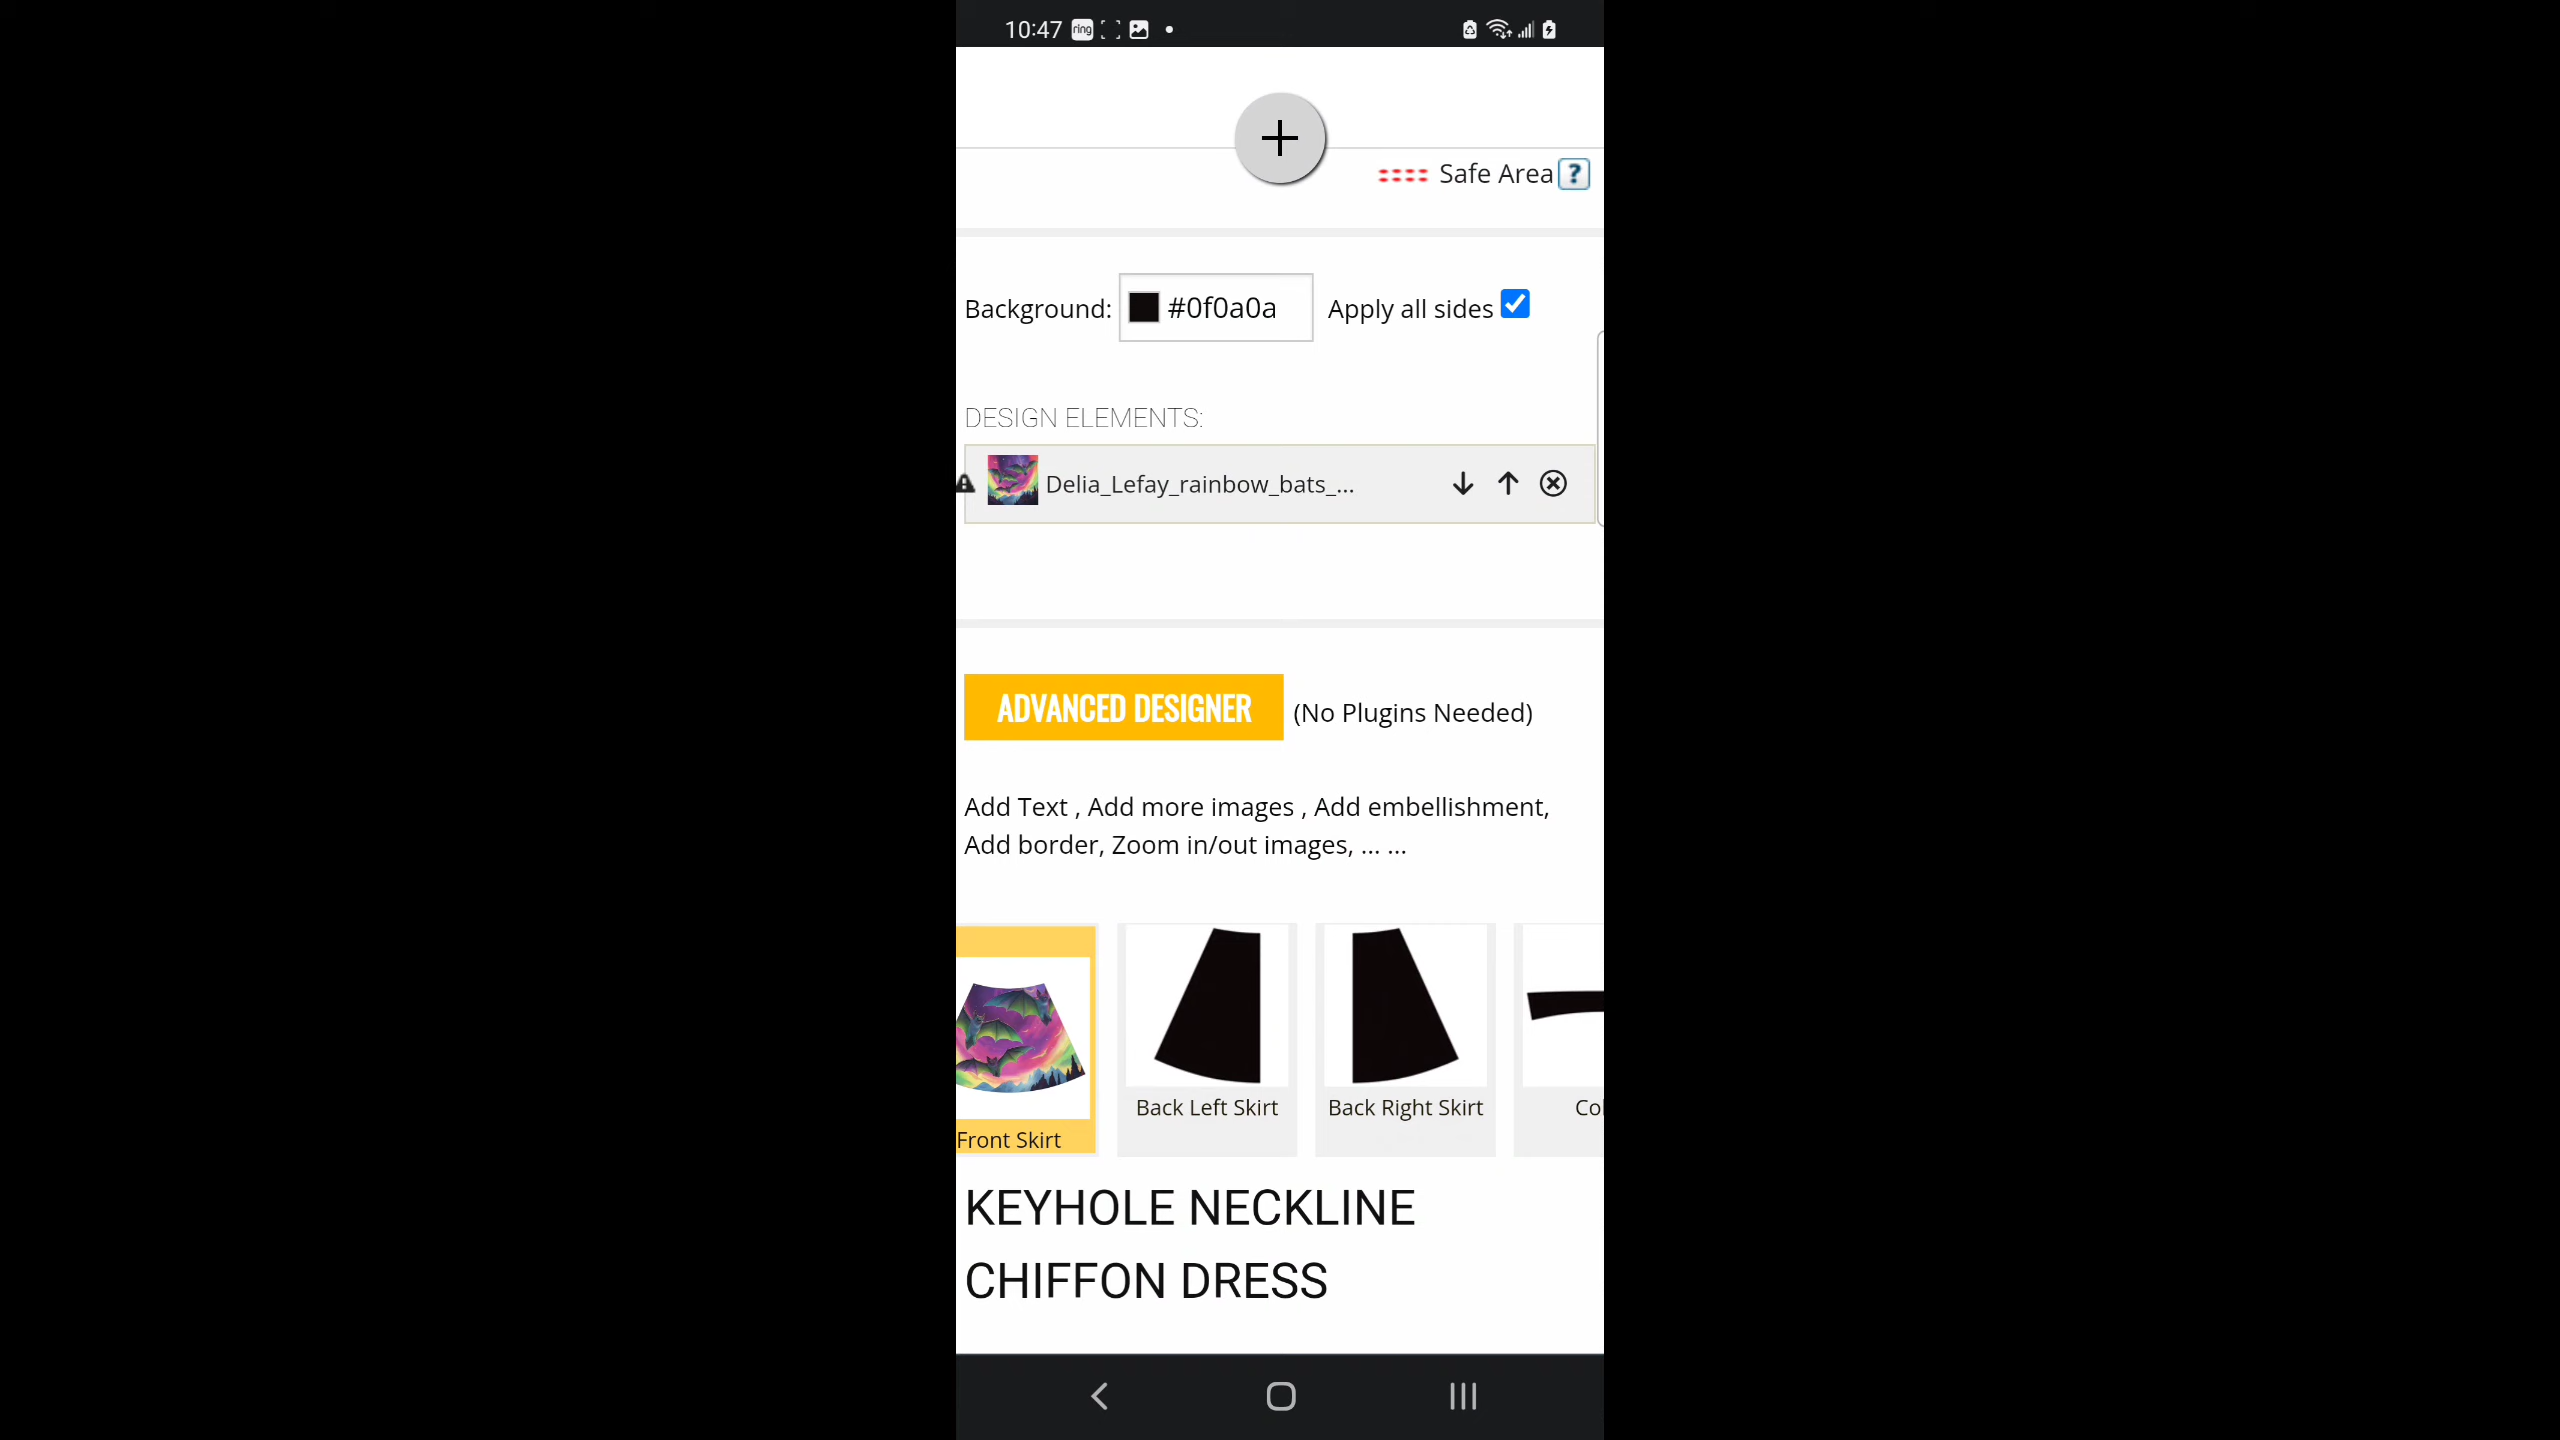 10:47 ring
Safe Area ?
Background: #0f0a0a Apply all sides
DESIGN ELEMENTS:
Delia_Lefay_rainbow_bats_...
ADVANCED DESIGNER (No Plugins Needed)
Add Text , Add more images , Add embellishment,
Add border, Zoom in/out images, ... ...
Front Skirt Back Left Skirt Back Right Skirt Col
KEYHOLE NECKLINE
CHIFFON DRESS